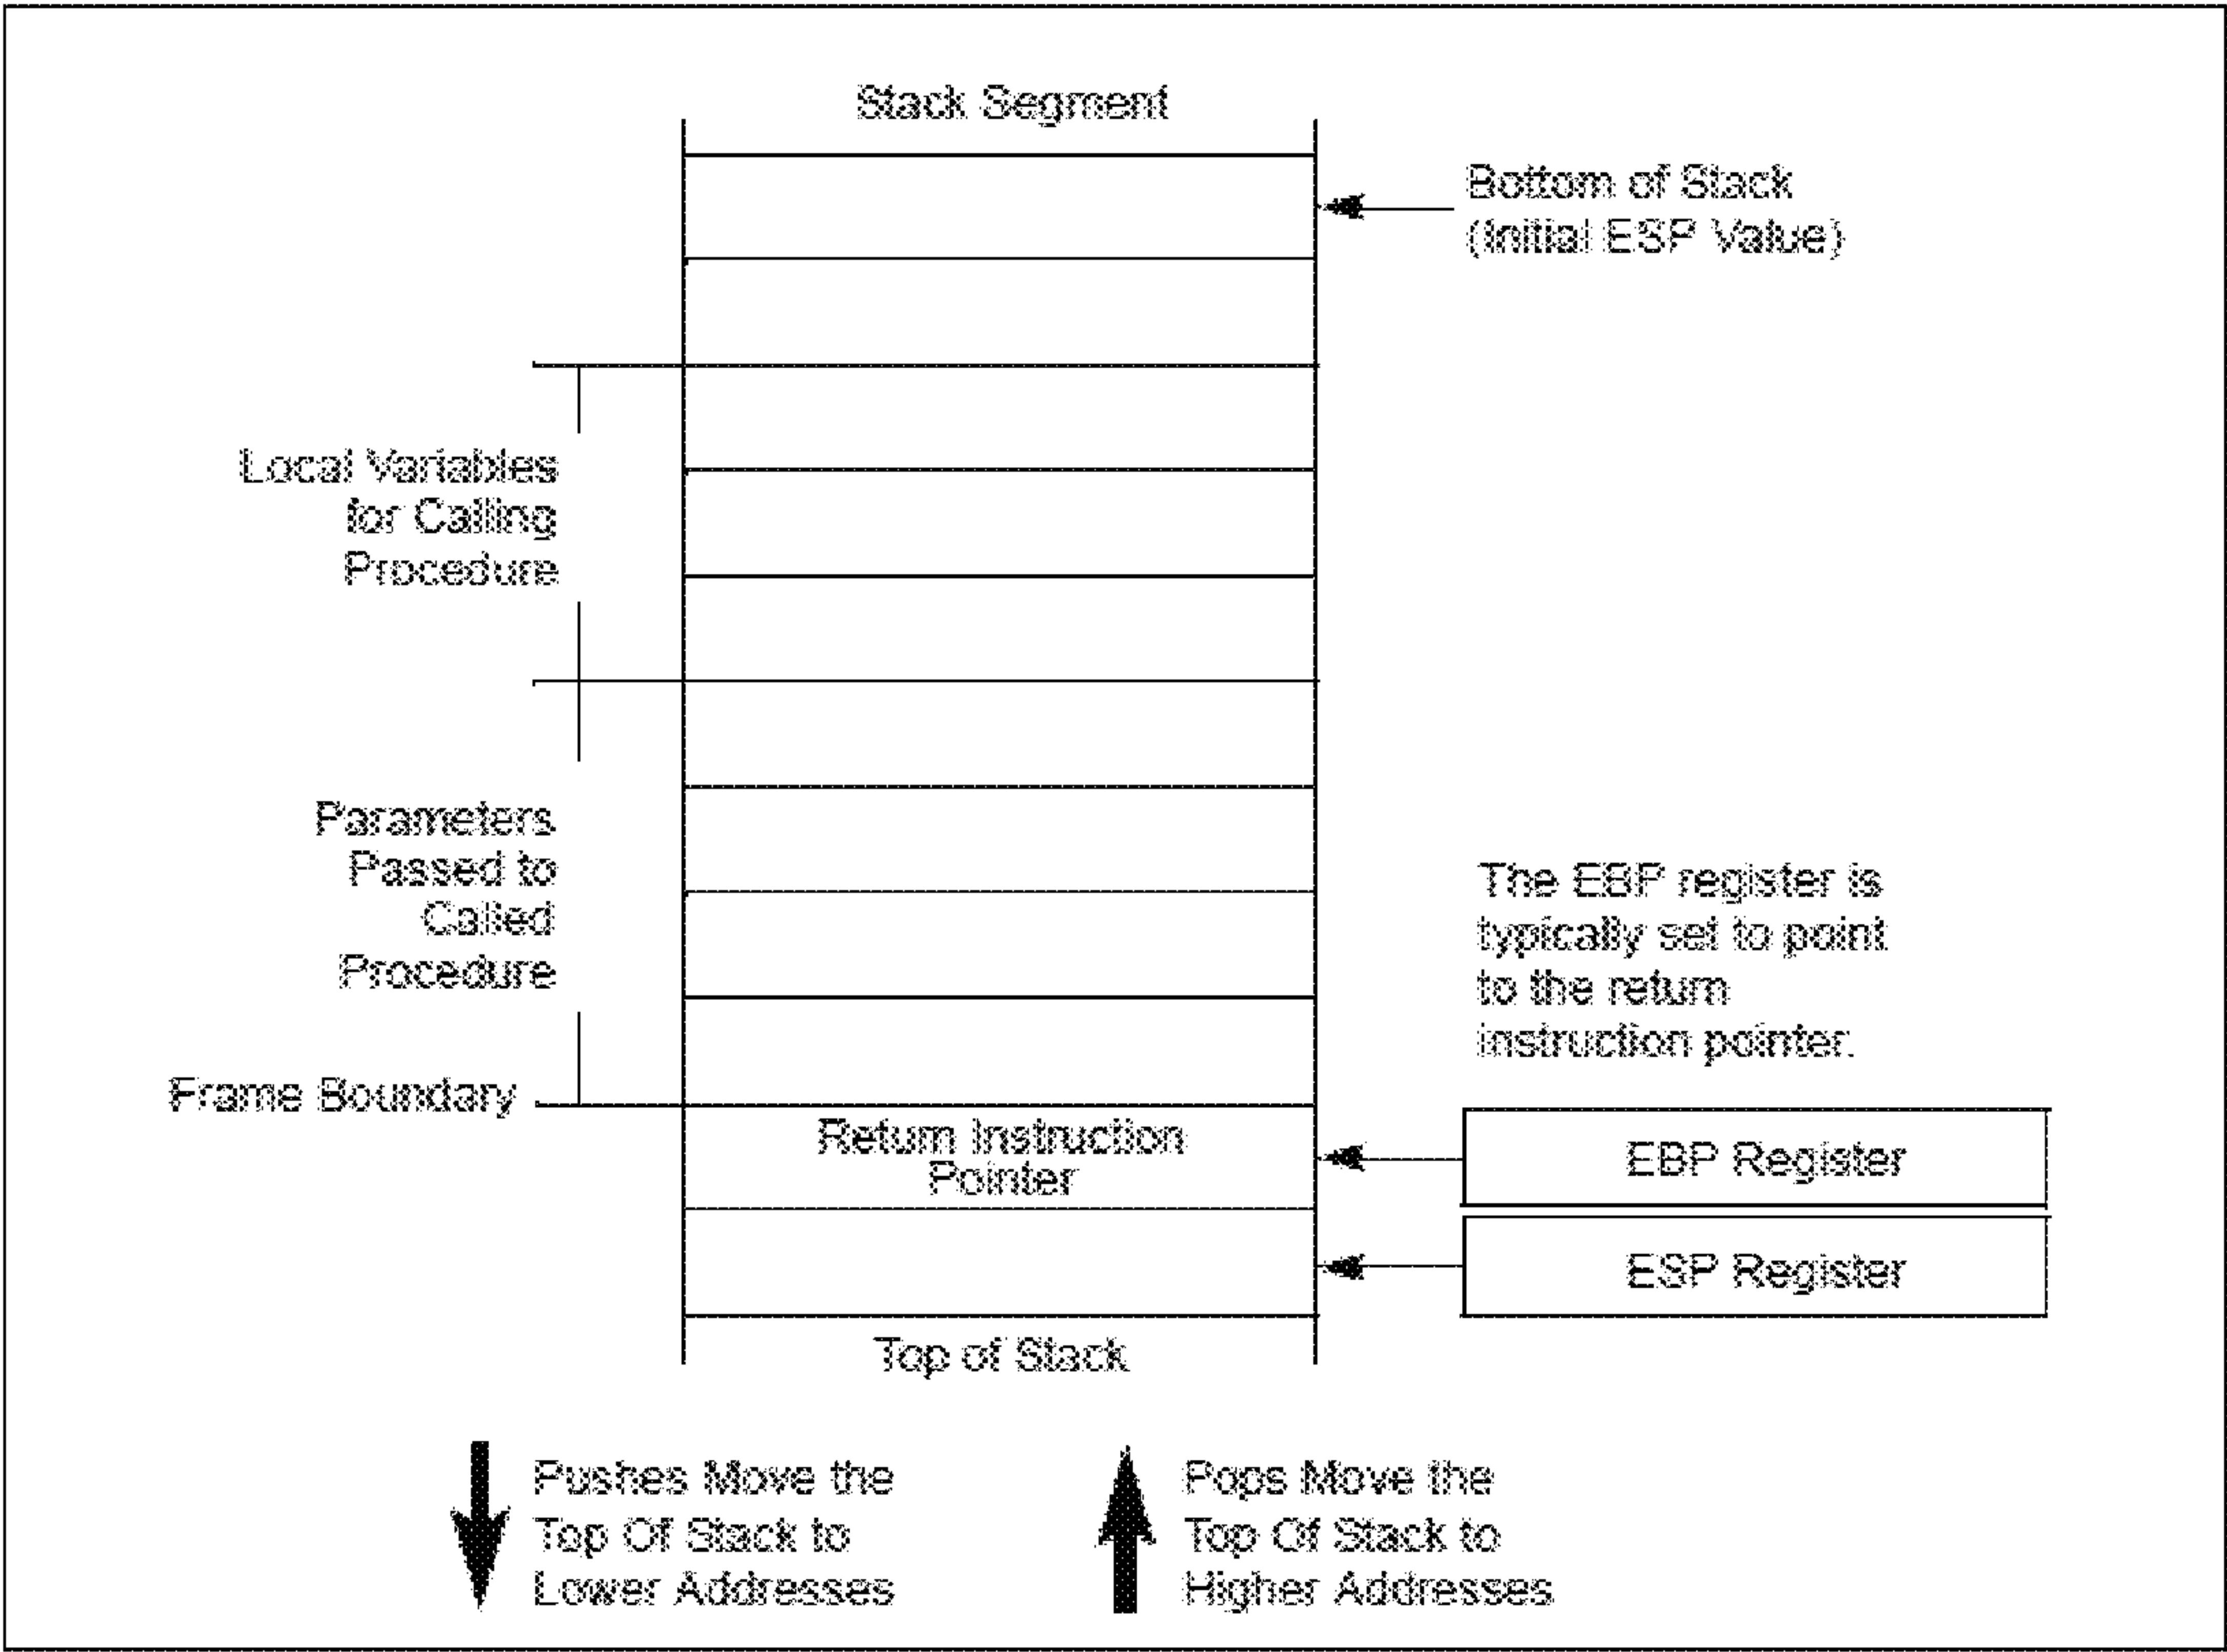 Stack Segment
Bottom of Stack
(Initial ESP Value)
Local Variables
for Calling
Procedure
Parameters
Passed to
Called
Procedure
The EBP register is
typically set to point
to the return
instruction pointer.
Frame Boundary
Return Instruction
Pointer
EBP Register
ESP Register
Top of Stack
Pushes Move the
Top Of Stack to
Lower Addresses
Pops Move the
Top Of Stack to
Higher Addresses